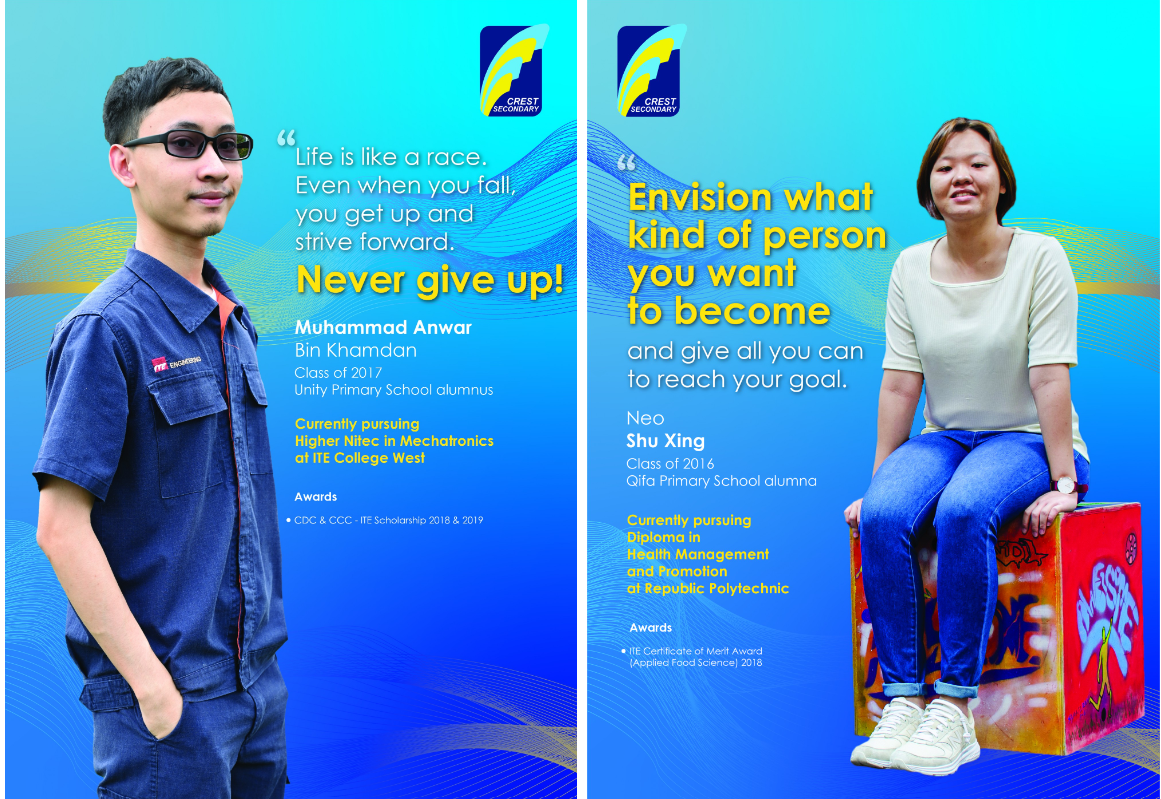 CREST
SECONDARY
“
Life is like a race.
Even when you fall,
you get up and
strive forward.
Never give up!
Muhammad Anwar
Bin Khamdan
Class of 2017
Unity Primary School alumnus
Currently pursuing
Higher Nitec in Mechatronics
at ITE College West
Awards
• CDC & CCC - ITE Scholarship 2018 & 2019
ENGINEERING
CREST
SECONDARY
“
Envision what
kind of person
you want
to become
and give all you can
to reach your goal.
Neo
Shu Xing
Class of 2016
Qifa Primary School alumna
Currently pursuing
Diploma in
Health Management
and Promotion
at Republic Polytechnic
Awards
• ITE Certificate of Merit Award
(Applied Food Science) 2018